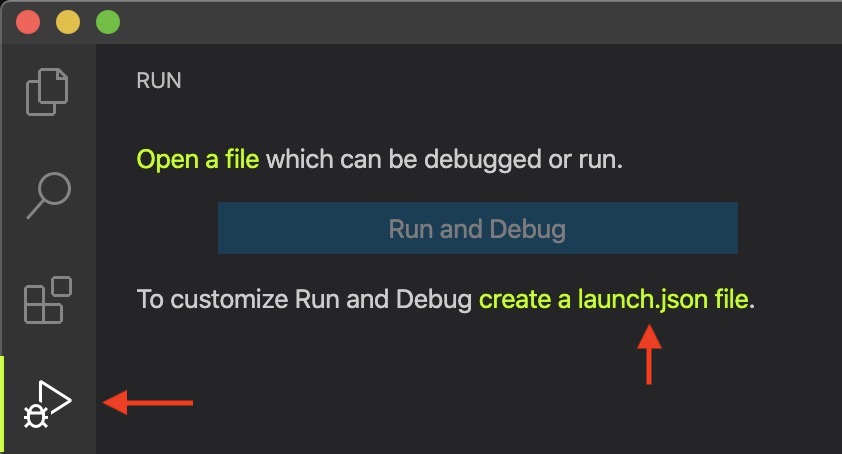 RUN
Open a file which can be debugged or run.
Run and Debug
To customize Run and Debug create a launch.json file.